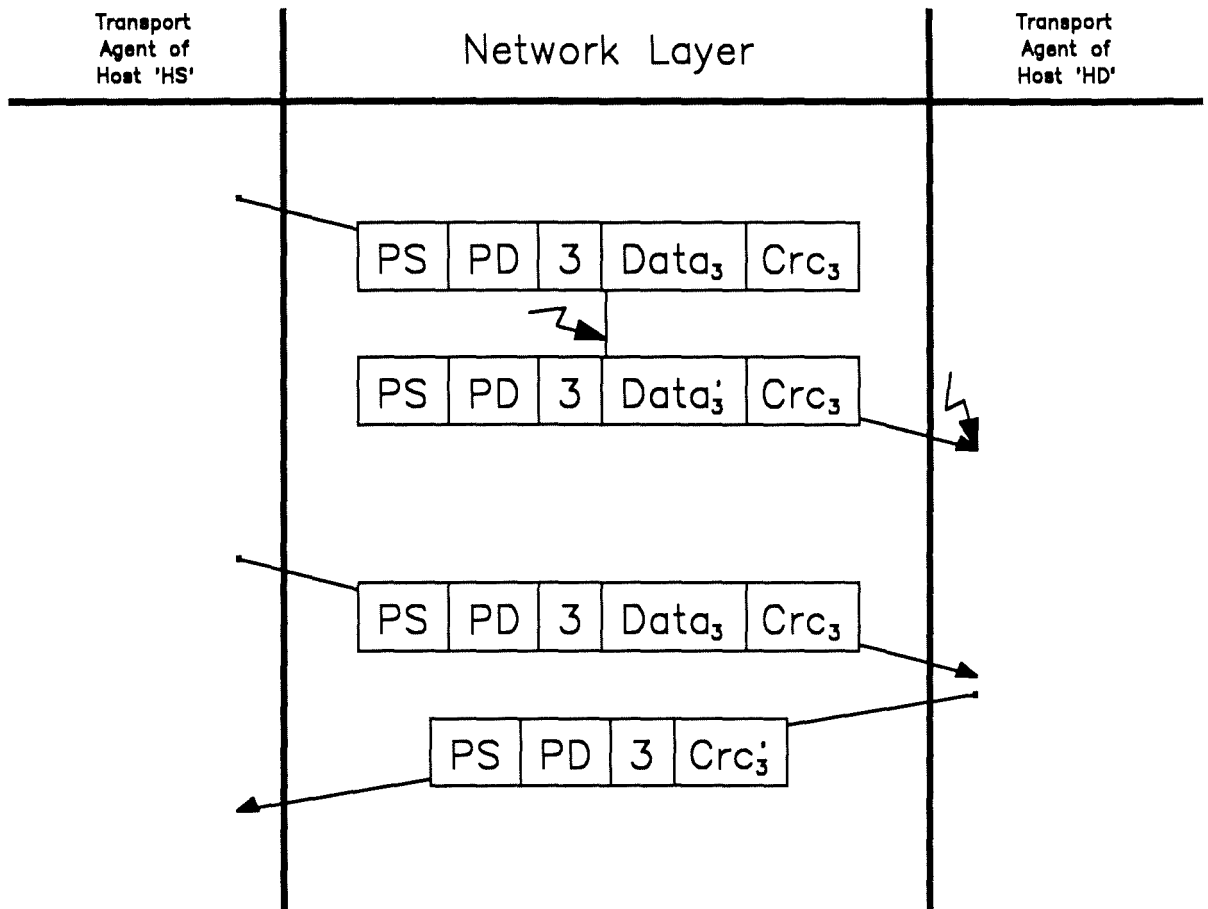 Transport
Agent of
Host 'HS'
Network Layer
Transport
Agent of
Host 'HD'
PS PD 3 Data₃ Crc₃
PS PD 3 Data₃' Crc₃
PS PD 3 Data₃ Crc₃
PS PD 3 Crc₃'